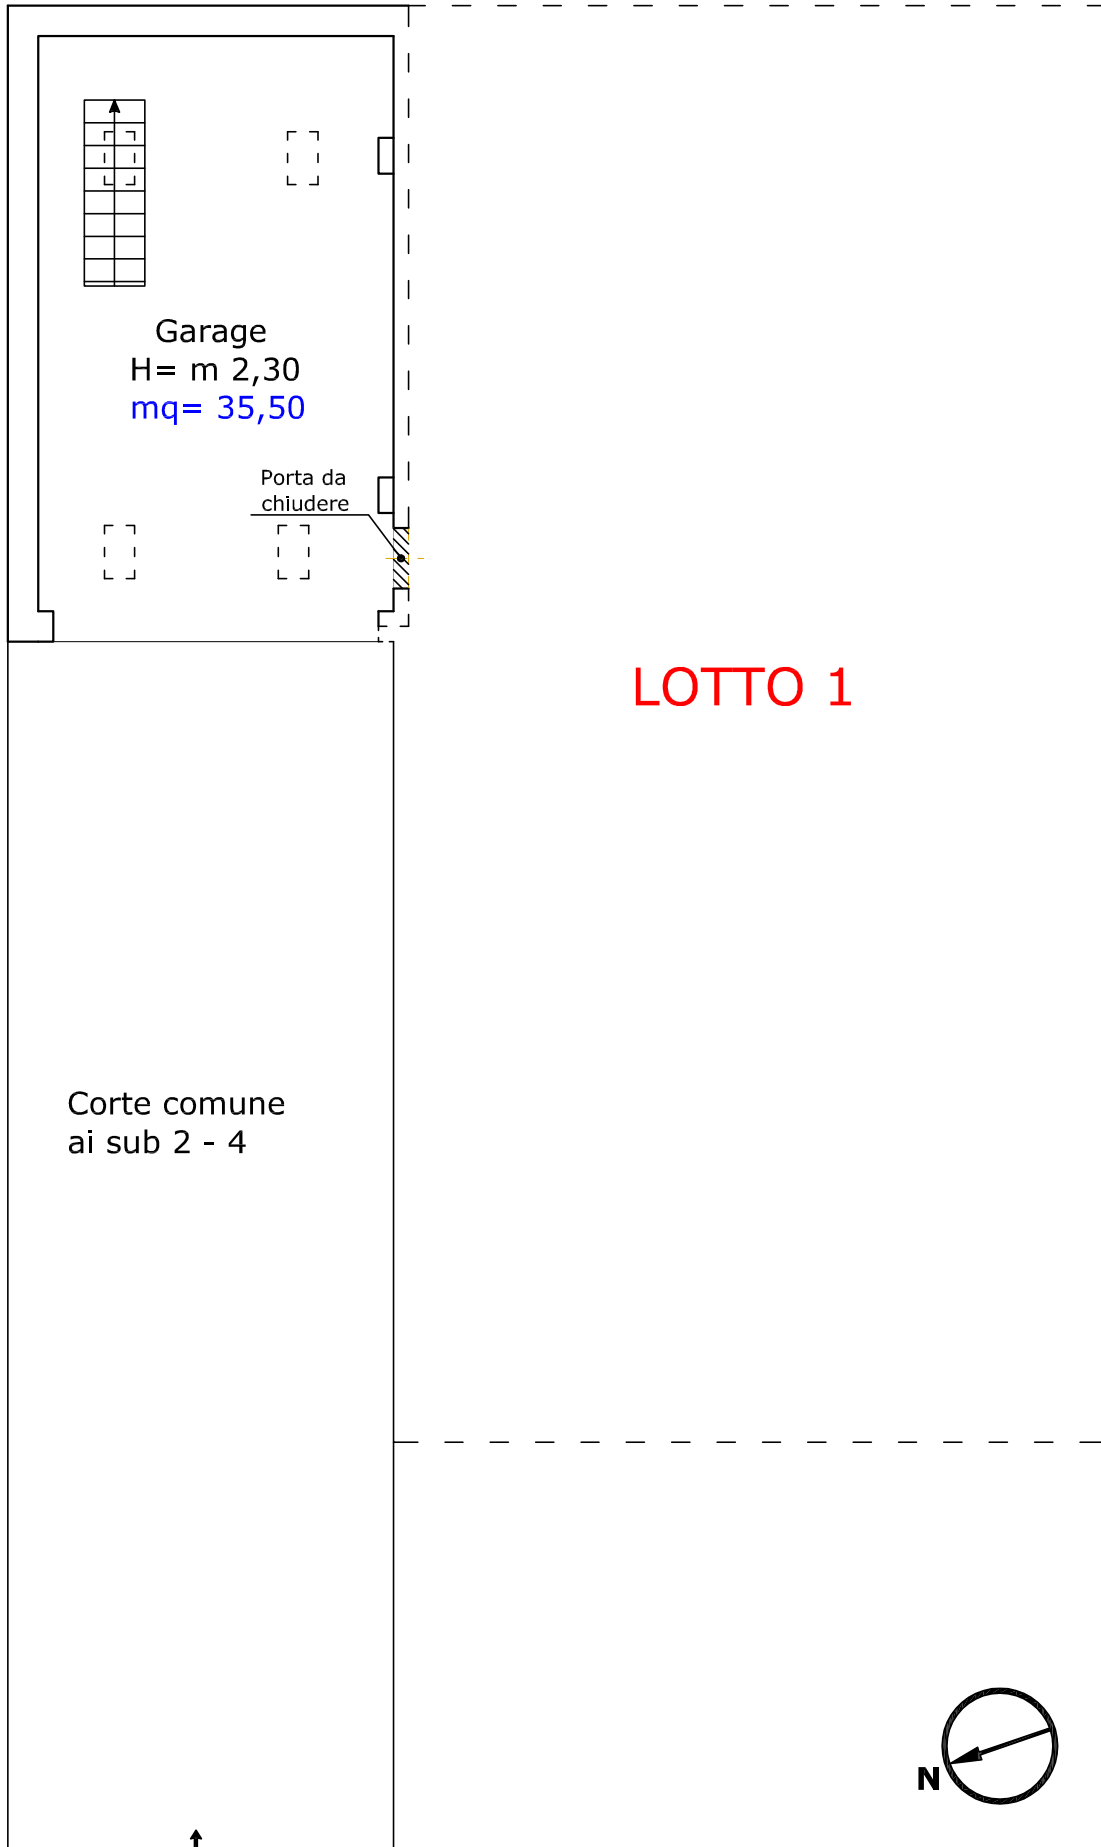 Garage
H= m 2,30
mq= 35,50
Porta da
chiudere
LOTTO 1
Corte comune
ai sub 2 - 4
N